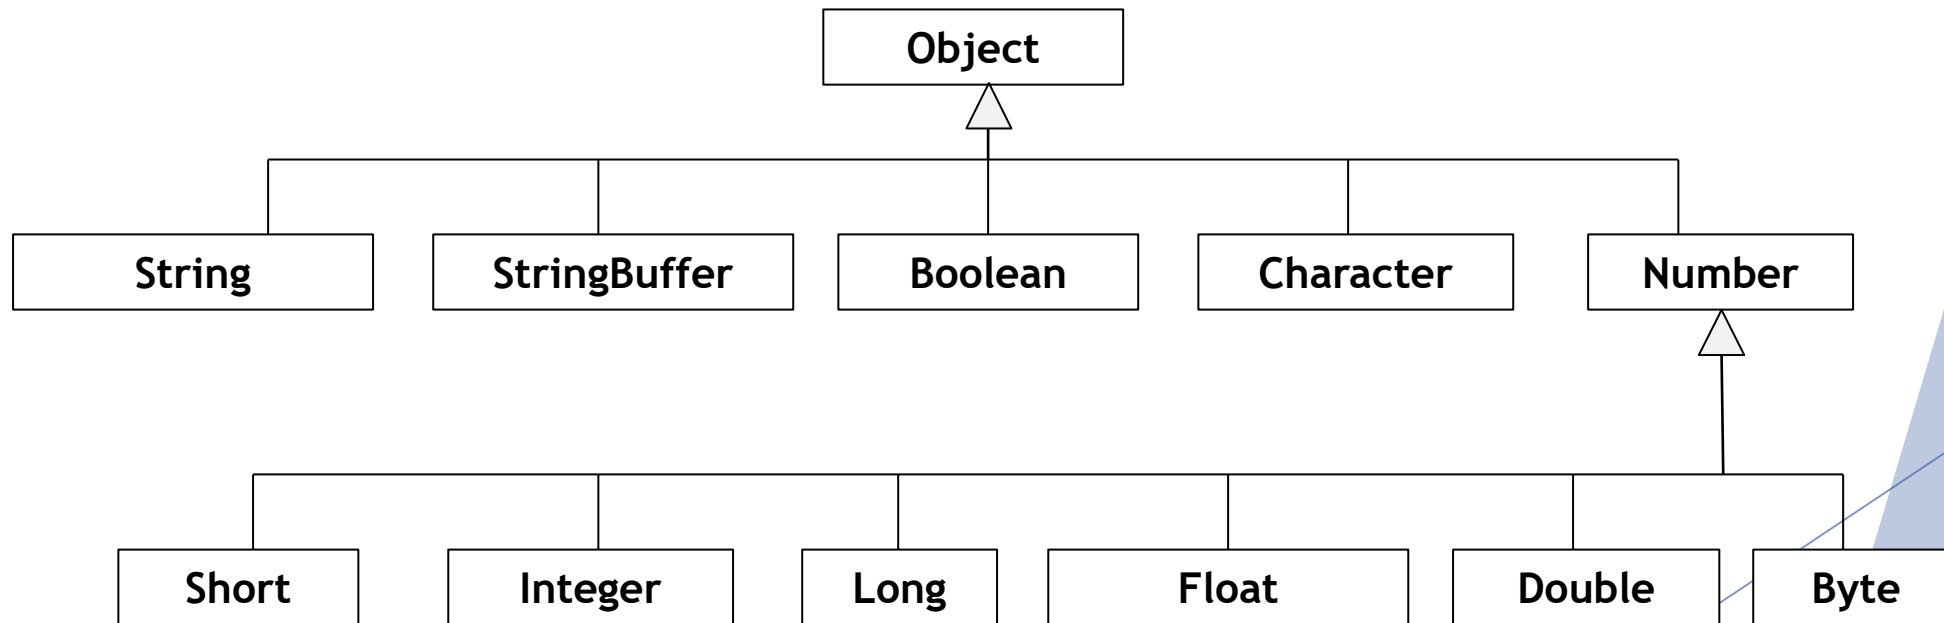 Object
String StringBuffer Boolean Character Number
Short Integer Long Float Double Byte